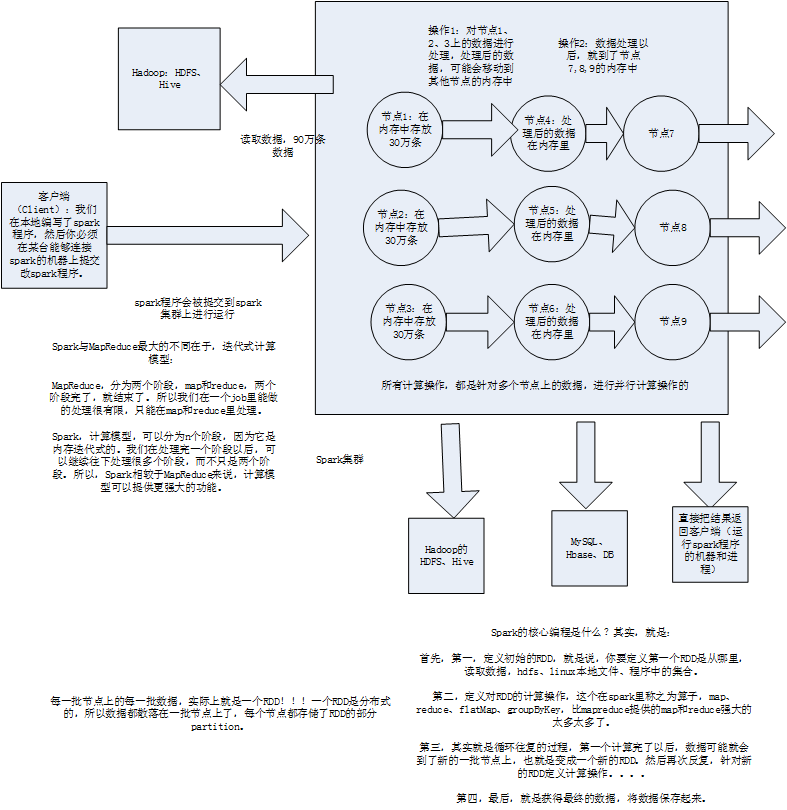 操作1：对节点1、
2、3上的数据进行
处理，处理后的数
据，可能会移动到
其他节点的内存中
操作2：数据处理以
后，就到了节点
7,8,9的内存中
Hadoop：HDFS、
Hive
读取数据，90万条
数据
节点1：在
内存中存放
30万条
节点4：处
理后的数据
在内存里
节点7
客户端
（Client）：我们
在本地编写了spark
程序，然后你必须
在某台能够连接
spark的机器上提交
改spark程序。
节点2：在
内存中存放
30万条
节点5：处
理后的数据
在内存里
节点8
spark程序会被提交到spark
集群上进行运行
节点3：在
内存中存放
30万条
节点6：处
理后的数据
在内存里
节点9
所有计算操作，都是针对多个节点上的数据，进行并行计算操作的
Spark与MapReduce最大的不同在于，迭代式计算
模型：
MapReduce，分为两个阶段，map和reduce，两个
阶段完了，就结束了。所以我们在一个job里能做
的处理很有限，只能在map和reduce里处理。
Spark，计算模型，可以分为n个阶段，因为它是
内存迭代式的。我们在处理完一个阶段以后，可
以继续往下处理很多个阶段，而不只是两个阶
段。所以，Spark相较于MapReduce来说，计算模
型可以提供更强大的功能。
Spark集群
Hadoop的
HDFS、Hive
MySQL、
Hbase、DB
直接把结果返
回客户端（运
行spark程序
的机器和进
程）
Spark的核心编程是什么？其实，就是：
首先，第一，定义初始的RDD，就是说，你要定义第一个RDD是从哪里，
读取数据，hdfs、linux本地文件、程序中的集合。
第二，定义对RDD的计算操作，这个在spark里称之为算子，map、
reduce、flatMap、groupByKey，比mapreduce提供的map和reduce强大的
太多太多了。
第三，其实就是循环往复的过程，第一个计算完了以后，数据可能就会
到了新的一批节点上，也就是变成一个新的RDD。然后再次反复，针对新
的RDD定义计算操作。。。。
第四，最后，就是获得最终的数据，将数据保存起来。
每一批节点上的每一批数据，实际上就是一个RDD！！！一个RDD是分布式
的，所以数据都散落在一批节点上了，每个节点都存储了RDD的部分
partition。